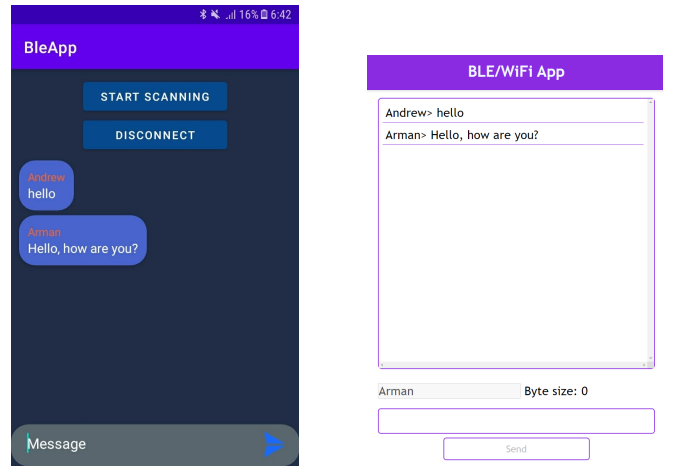 16% 6:42
BleApp
START SCANNING
DISCONNECT
Andrew
hello
Arman
Hello, how are you?
Message
BLE/WiFi App
Andrew> hello
Arman> Hello, how are you?
Arman Byte size: 0
Send